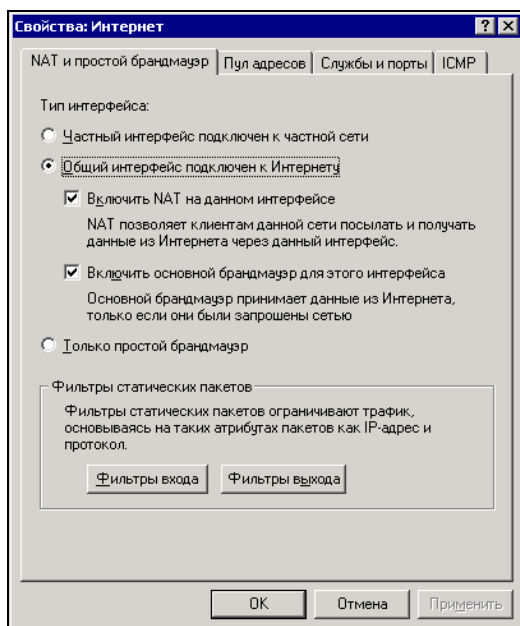 Свойства: Интернет
NAT и простой брандмауэр
Пул адресов
Службы и порты
ICMP
Тип интерфейса:
Частный интерфейс подключен к частной сети
Общий интерфейс подключен к Интернету
Включить NAT на данном интерфейсе
NAT позволяет клиентам данной сети посылать и получать
данные из Интернета через данный интерфейс.
Включить основной брандмауэр для этого интерфейса
Основной брандмауэр принимает данные из Интернета,
только если они были запрошены сетью
Только простой брандмауэр
Фильтры статических пакетов
Фильтры статических пакетов ограничивают трафик,
основываясь на таких атрибутах пакетов как IP-адрес и
протокол.
Фильтры входа
Фильтры выхода
OK
Отмена
Применить